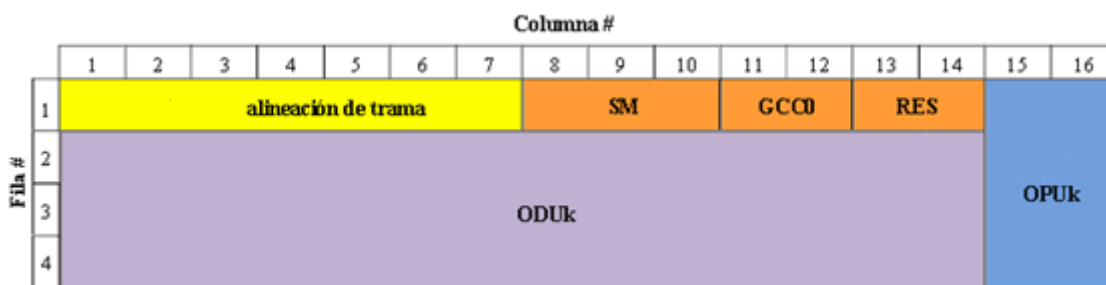 Columna #
1 2 3 4 5 6 7 8 9 10 11 12 13 14 15 16
Fila #
1 alineación de trama SM GCC0 RES
2
3 ODUk OPUk
4